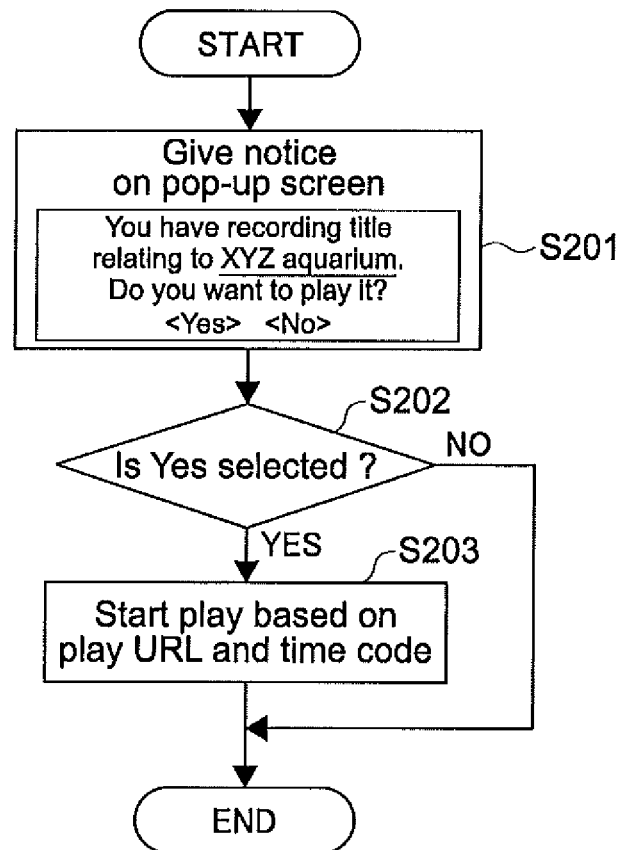 START
Give notice
on pop-up screen
You have recording title
relating to XYZ aquarium.
Do you want to play it?
<Yes> <No>
S201
S202
Is Yes selected ?
NO
YES
S203
Start play based on
play URL and time code
END